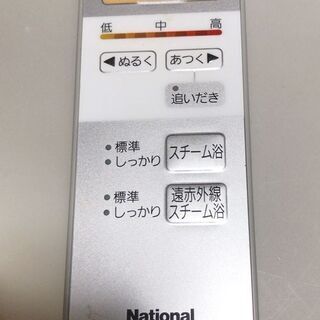 低 中 高
◀ぬるく あつく▶
追いだき
標準
しっかり
スチーム浴
標準
しっかり
遠赤外線
スチーム浴
National